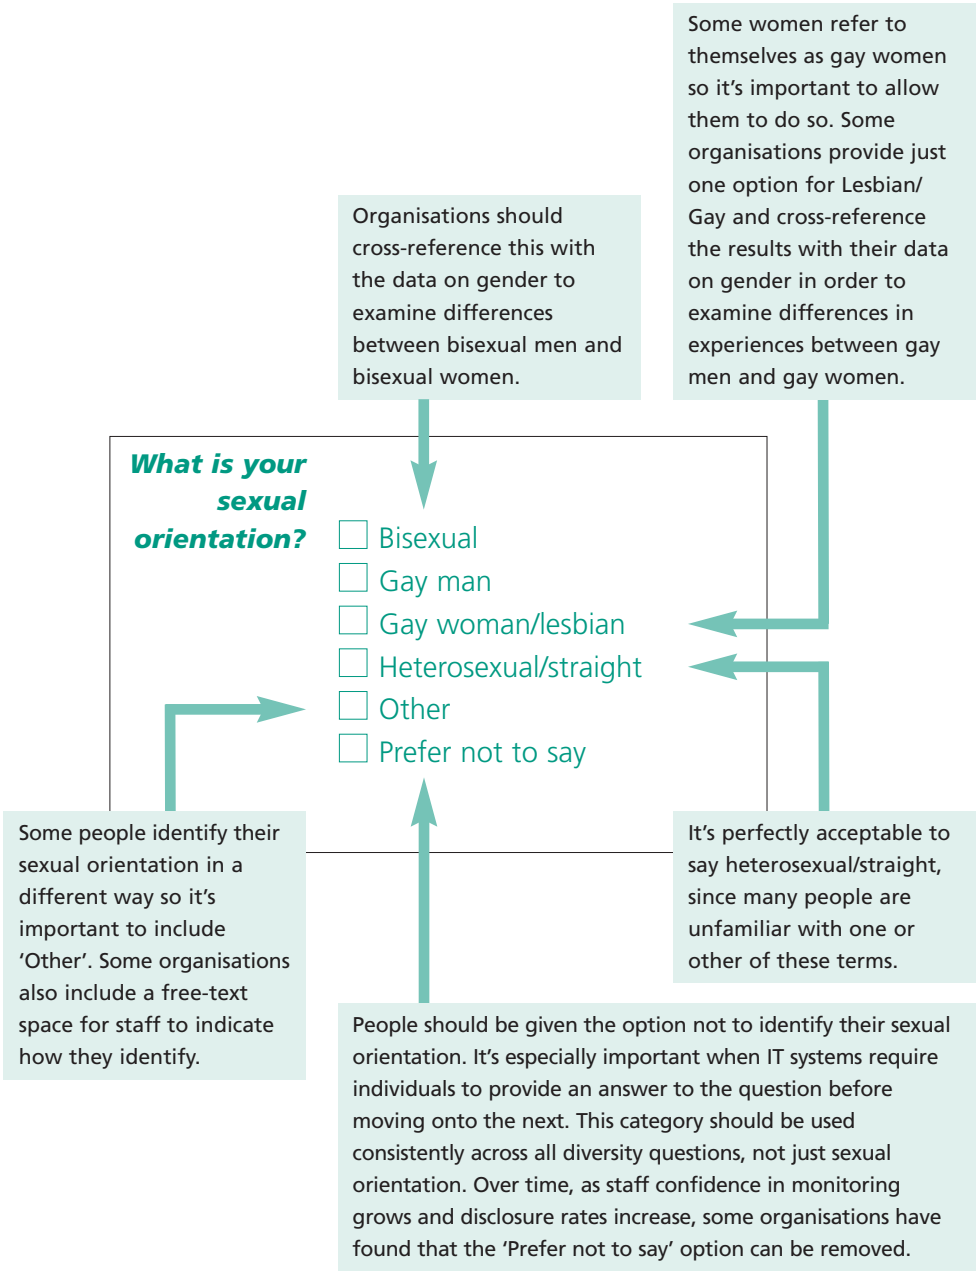 Some women refer to
themselves as gay women
so it's important to allow
them to do so. Some
organisations provide just
one option for Lesbian/
Gay and cross-reference
the results with their data
on gender in order to
examine differences in
experiences between gay
men and gay women.
Organisations should
cross-reference this with
the data on gender to
examine differences
between bisexual men and
bisexual women.
What is your
sexual
orientation?
Bisexual
Gay man
Gay woman/lesbian
Heterosexual/straight
Other
Prefer not to say
Some people identify their
sexual orientation in a
different way so it's
important to include
‘Other’. Some organisations
also include a free-text
space for staff to indicate
how they identify.
It's perfectly acceptable to
say heterosexual/straight,
since many people are
unfamiliar with one or
other of these terms.
People should be given the option not to identify their sexual
orientation. It's especially important when IT systems require
individuals to provide an answer to the question before
moving onto the next. This category should be used
consistently across all diversity questions, not just sexual
orientation. Over time, as staff confidence in monitoring
grows and disclosure rates increase, some organisations have
found that the ‘Prefer not to say’ option can be removed.